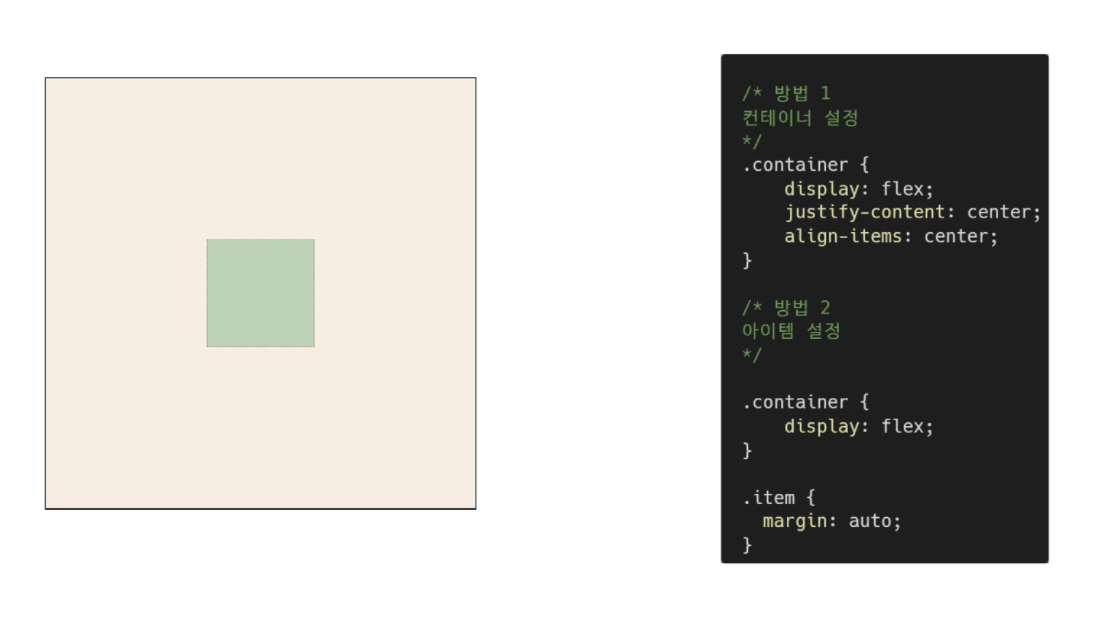 /* 방법 1
컨테이너 설정
*/
.container {
    display: flex;
    justify-content: center;
    align-items: center;
}
/* 방법 2
아이템 설정
*/
.container {
    display: flex;
}
.item {
  margin: auto;
}